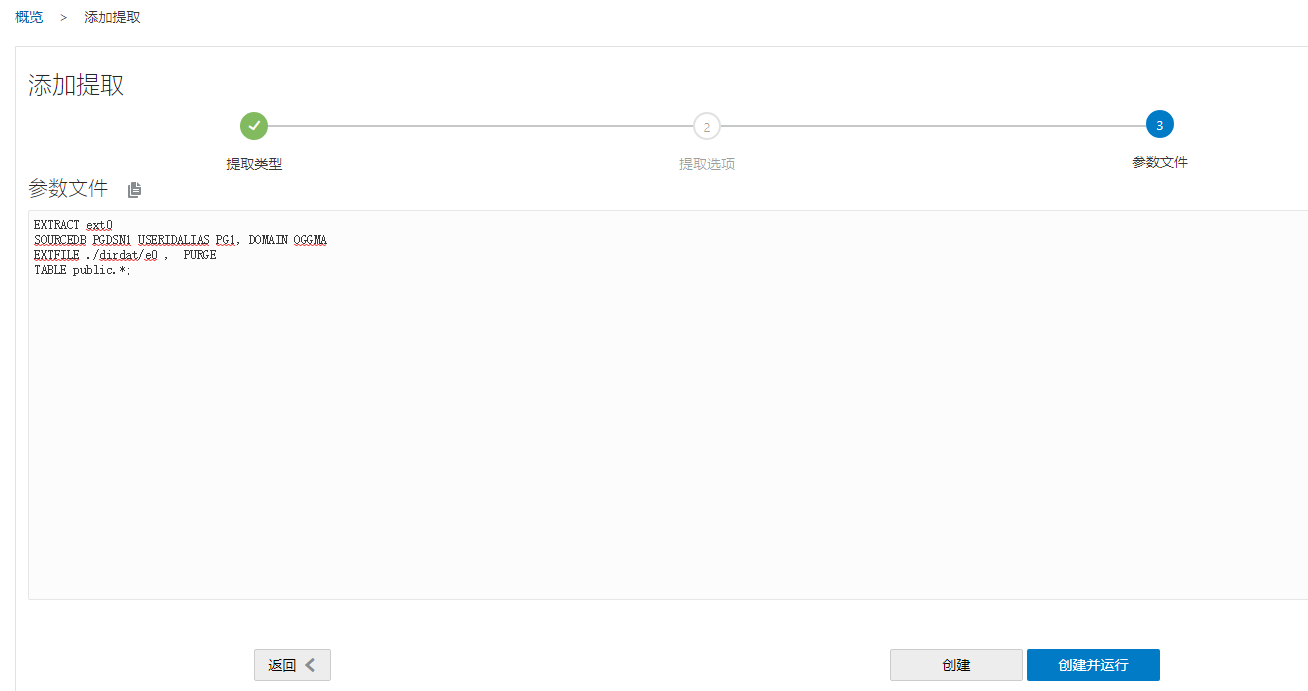 概览 > 添加提取
添加提取
2
3
提取类型
提取选项
参数文件
参数文件
EXTRACT ext0
SOURCEDB PGDSN1 USERIDALIAS PG1, DOMAIN OGGMA
EXTFILE ./dirdat/e0 , PURGE
TABLE public.*;
返回
创建
创建并运行